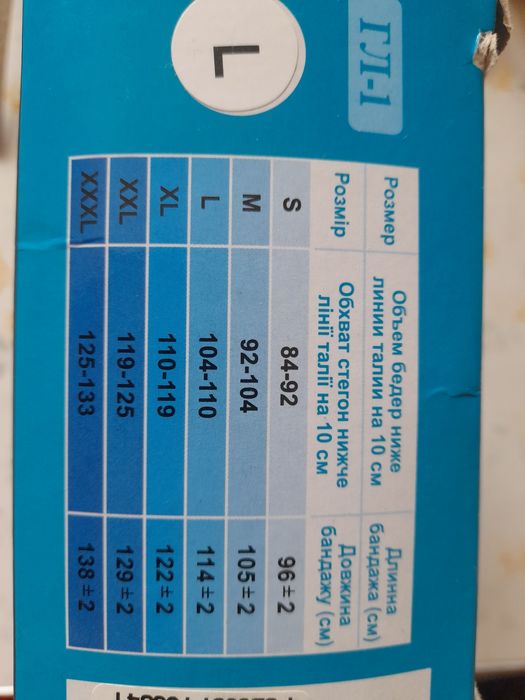 ГЛ-1
L
Размер Объем бедер ниже линии талии на 10 см Длинна бандажа (см)
Розмір Обхват стегон нижче лінії талії на 10 см Довжина бандажу (см)
S 84-92 96±2
M 92-104 105±2
L 104-110 114±2
XL 110-119 122±2
XXL 119-125 129±2
XXXL 125-133 138±2